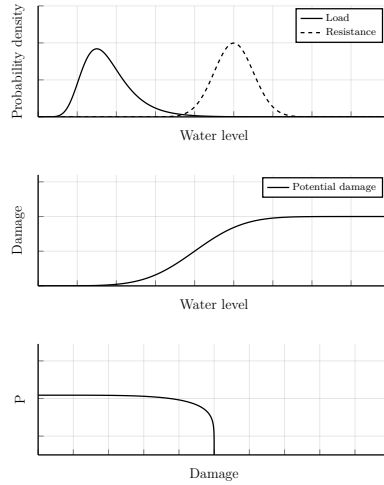 Probability density
Load
Resistance
Water level
Damage
Potential damage
Water level
P
Damage